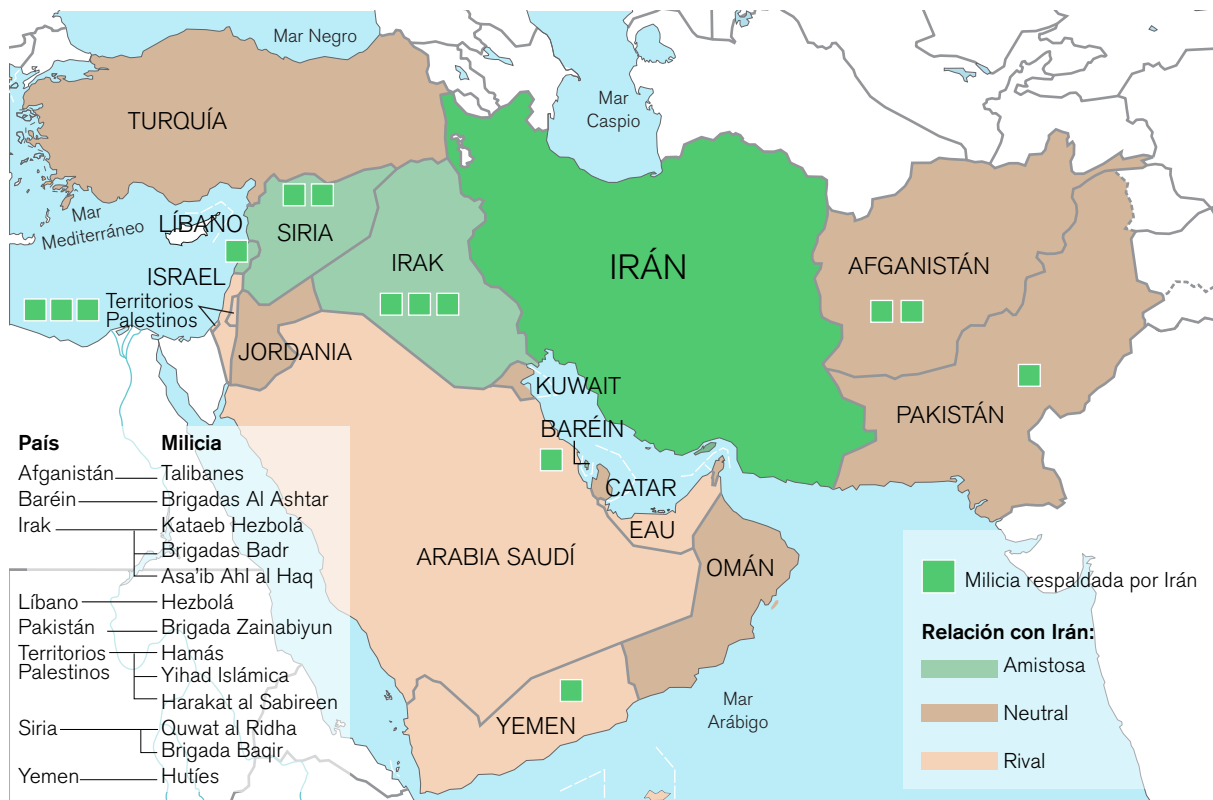 Mar Negro
TURQUÍA
Mar
Caspio
Mar
Mediterráneo
LÍBANO
SIRIA
IRAK
IRÁN
AFGANISTÁN
ISRAEL
Territorios
Palestinos
JORDANIA
KUWAIT
PAKISTÁN
BARÉIN
CATAR
EAU
ARABIA SAUDÍ
OMÁN
YEMEN
Mar
Arábigo
País Milicia
Afganistán Talibanes
Baréin Brigadas Al Ashtar
Irak Kataeb Hezbolá
Brigadas Badr
Asa'ib Ahl al Haq
Líbano Hezbolá
Pakistán Brigada Zainabiyun
Territorios Hamás
Palestinos Yihad Islámica
Harakat al Sabireen
Siria Quwat al Ridha
Brigada Baqir
Yemen Hutíes
Milicia respaldada por Irán
Relación con Irán:
Amistosa
Neutral
Rival